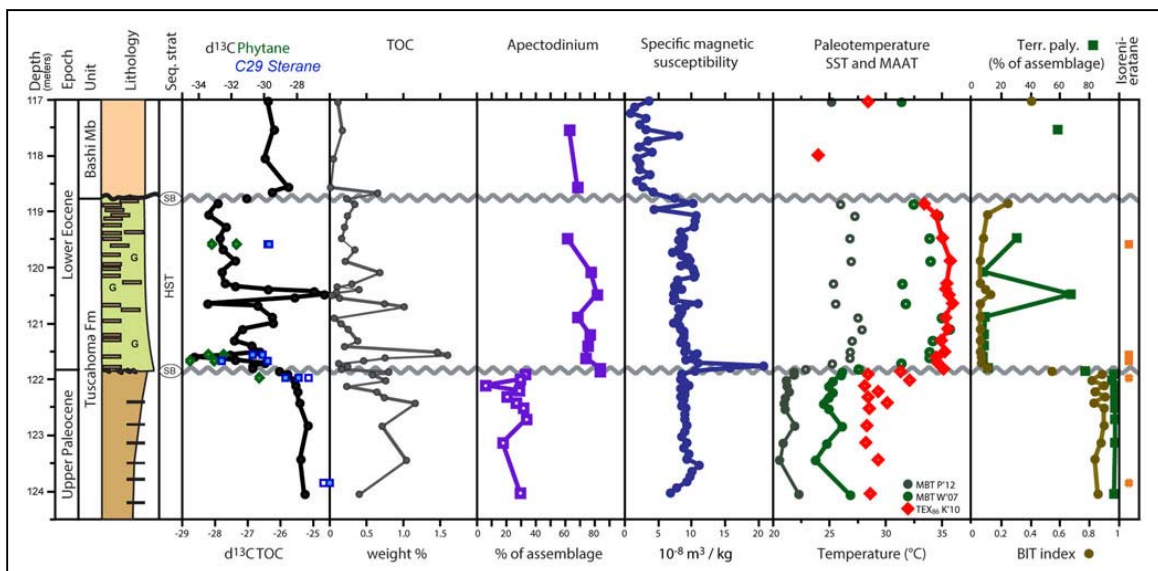 d¹³C Phytane
C29 Sterane
TOC
Apectodinium
Specific magnetic
susceptibility
Paleotemperature
SST and MAAT
Terr. paly.
(% of assemblage)
Isoreni-
eratane
Depth
(meters)
Epoch
Unit
Lithology
Seq. strat
-34 -32 -30 -28
0 20 40 60 80
117
118
119
120
121
122
123
124
Lower Eocene
Upper Paleocene
Bashi Mb
Tuscahoma Fm
G
G
G
SB
HST
SB
MBT P'12
MBT W'07
TEX₈₆ K'10
-29 -28 -27 -26 -25
0 0.5 1.0 1.5
0 20 40 60 80
0 5 10 15 20
20 25 30 35
0 0.2 0.4 0.6 0.8 1
d¹³C TOC
weight %
% of assemblage
10⁻⁸ m³ / kg
Temperature (°C)
BIT index